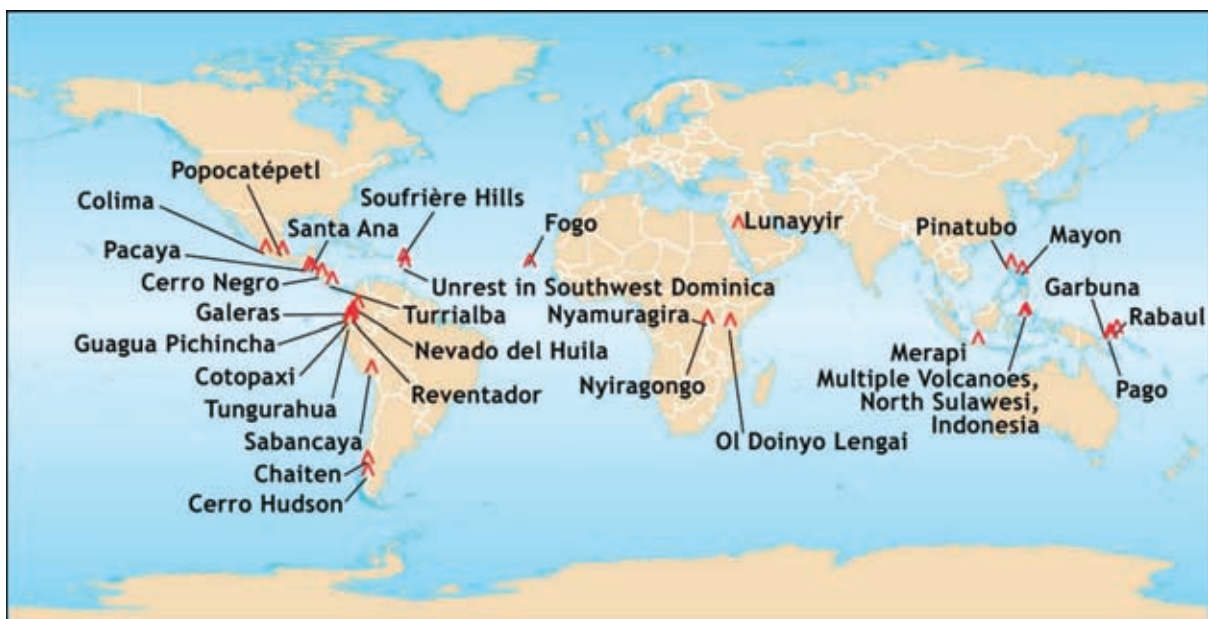 Popocatépetl
Colima
Soufrière Hills
Santa Ana
Pacaya
Cerro Negro
Galeras
Guagua Pichincha
Cotopaxi
Tungurahua
Sabancaya
Chaiten
Cerro Hudson
Unrest in Southwest Dominica
Turrialba
Nevado del Huila
Reventador
Fogo
Lunayyir
Nyamuragira
Nyiragongo
Ol Doinyo Lengai
Pinatubo
Mayon
Garbuna
Rabaul
Merapi
Multiple Volcanoes,
North Sulawesi,
Indonesia
Pago